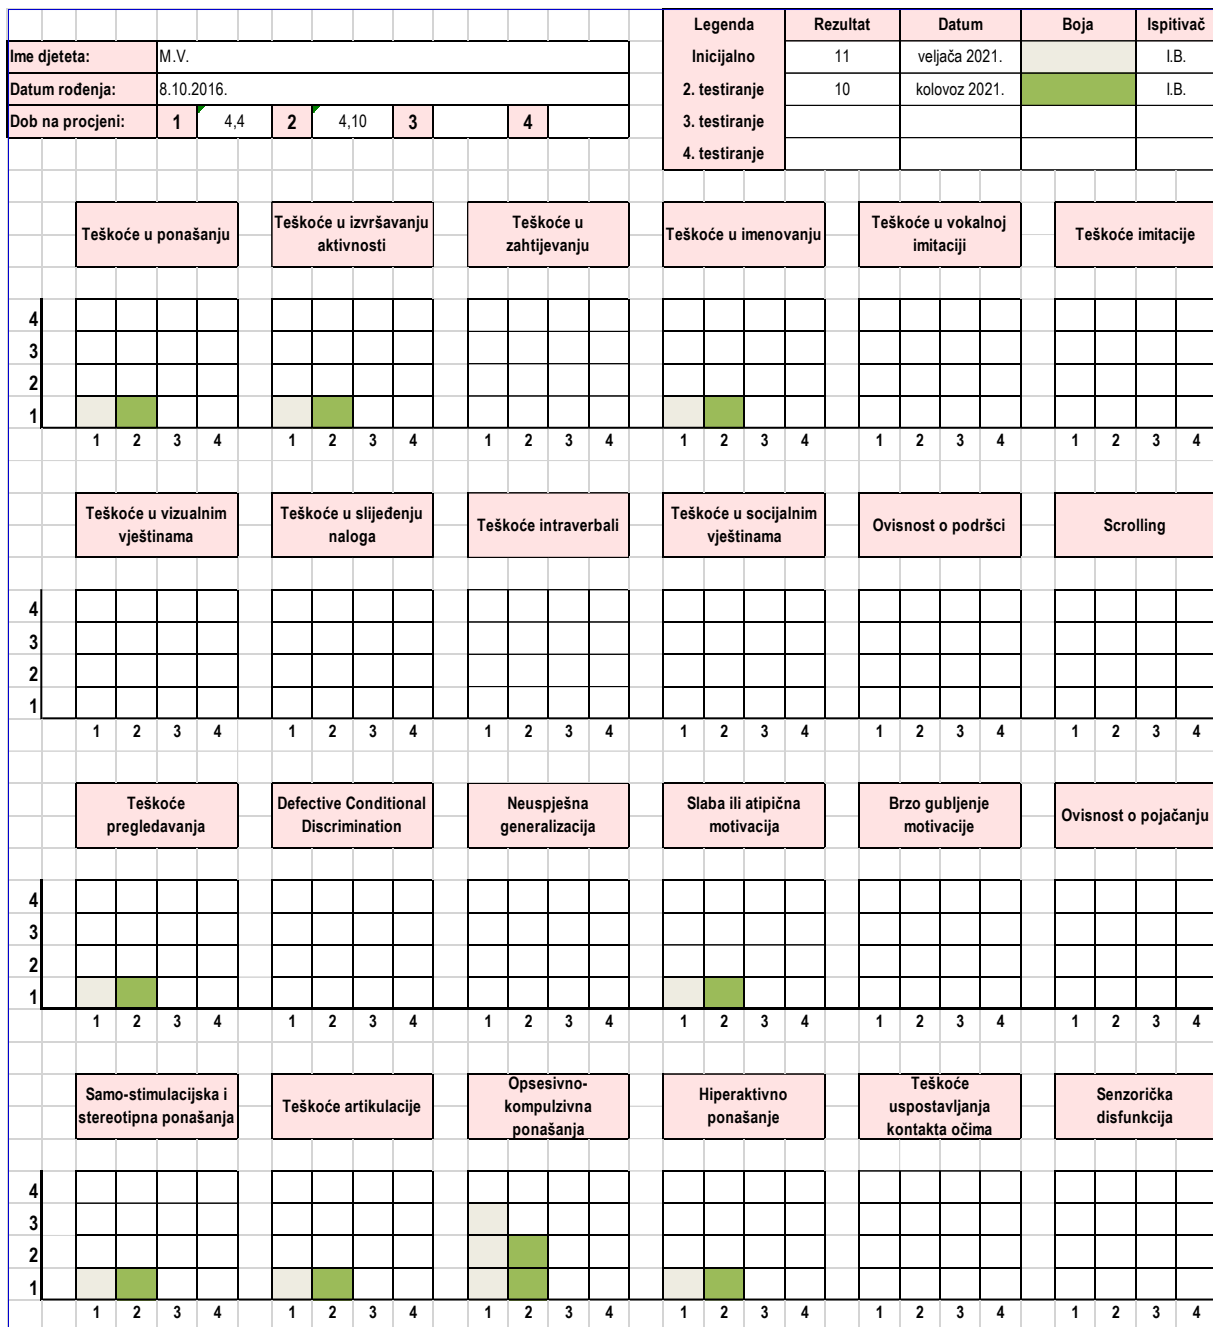 Legenda Rezultat Datum Boja Ispitivač
Ime djeteta: M.V. Inicijalno 11 veljača 2021. I.B.
Datum rođenja: 8.10.2016. 2. testiranje 10 kolovoz 2021. I.B.
Dob na procjeni: 1 4,4 2 4,10 3 4 3. testiranje
4. testiranje
Teškoće u ponašanju
Teškoće u izvršavanju
aktivnosti
Teškoće u
zahtijevanju
Teškoće u imenovanju
Teškoće u vokalnoj
imitaciji
Teškoće imitacije
4
3
2
1
1 2 3 4 1 2 3 4 1 2 3 4 1 2 3 4 1 2 3 4 1 2 3 4
Teškoće u vizualnim
vještinama
Teškoće u slijeđenju
naloga
Teškoće intraverbali
Teškoće u socijalnim
vještinama
Ovisnost o podršci
Scrolling
4
3
2
1
1 2 3 4 1 2 3 4 1 2 3 4 1 2 3 4 1 2 3 4 1 2 3 4
Teškoće
pregledavanja
Defective Conditional
Discrimination
Neuspješna
generalizacija
Slaba ili atipična
motivacija
Brzo gubljenje
motivacije
Ovisnost o pojačanju
4
3
2
1
1 2 3 4 1 2 3 4 1 2 3 4 1 2 3 4 1 2 3 4 1 2 3 4
Samo-stimulacijska i
stereotipna ponašanja
Teškoće artikulacije
Opsesivno-
kompulzivna
ponašanja
Hiperaktivno
ponašanje
Teškoće
uspostavljanja
kontakta očima
Senzorička
disfunkcija
4
3
2
1
1 2 3 4 1 2 3 4 1 2 3 4 1 2 3 4 1 2 3 4 1 2 3 4